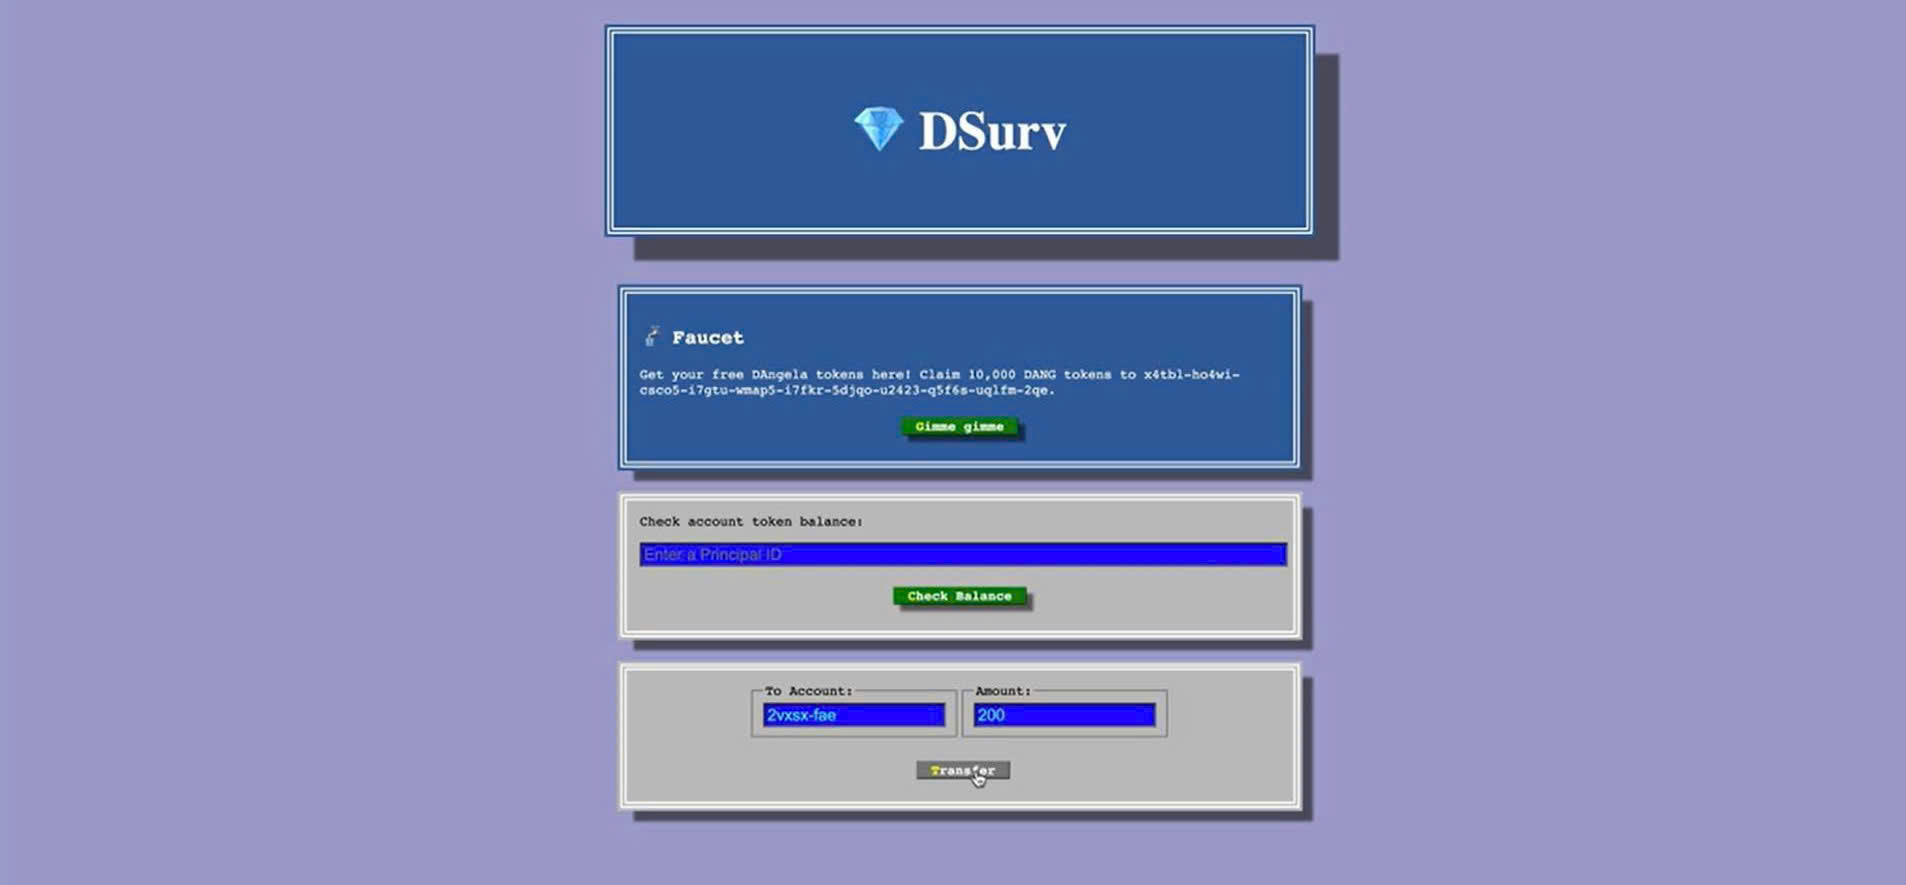 DSurv
Faucet
Get your free DAngela tokens here! Claim 10,000 DANG tokens to x4tbl-ho4wi-
csco5-i7gtu-wmap5-i7fkr-5djqo-u2423-q5f6s-uqlfm-2qe.
Gimme gimme
Check account token balance:
Enter a Principal ID
Check Balance
To Account: Amount:
2vxsx-fae 200
Transfer